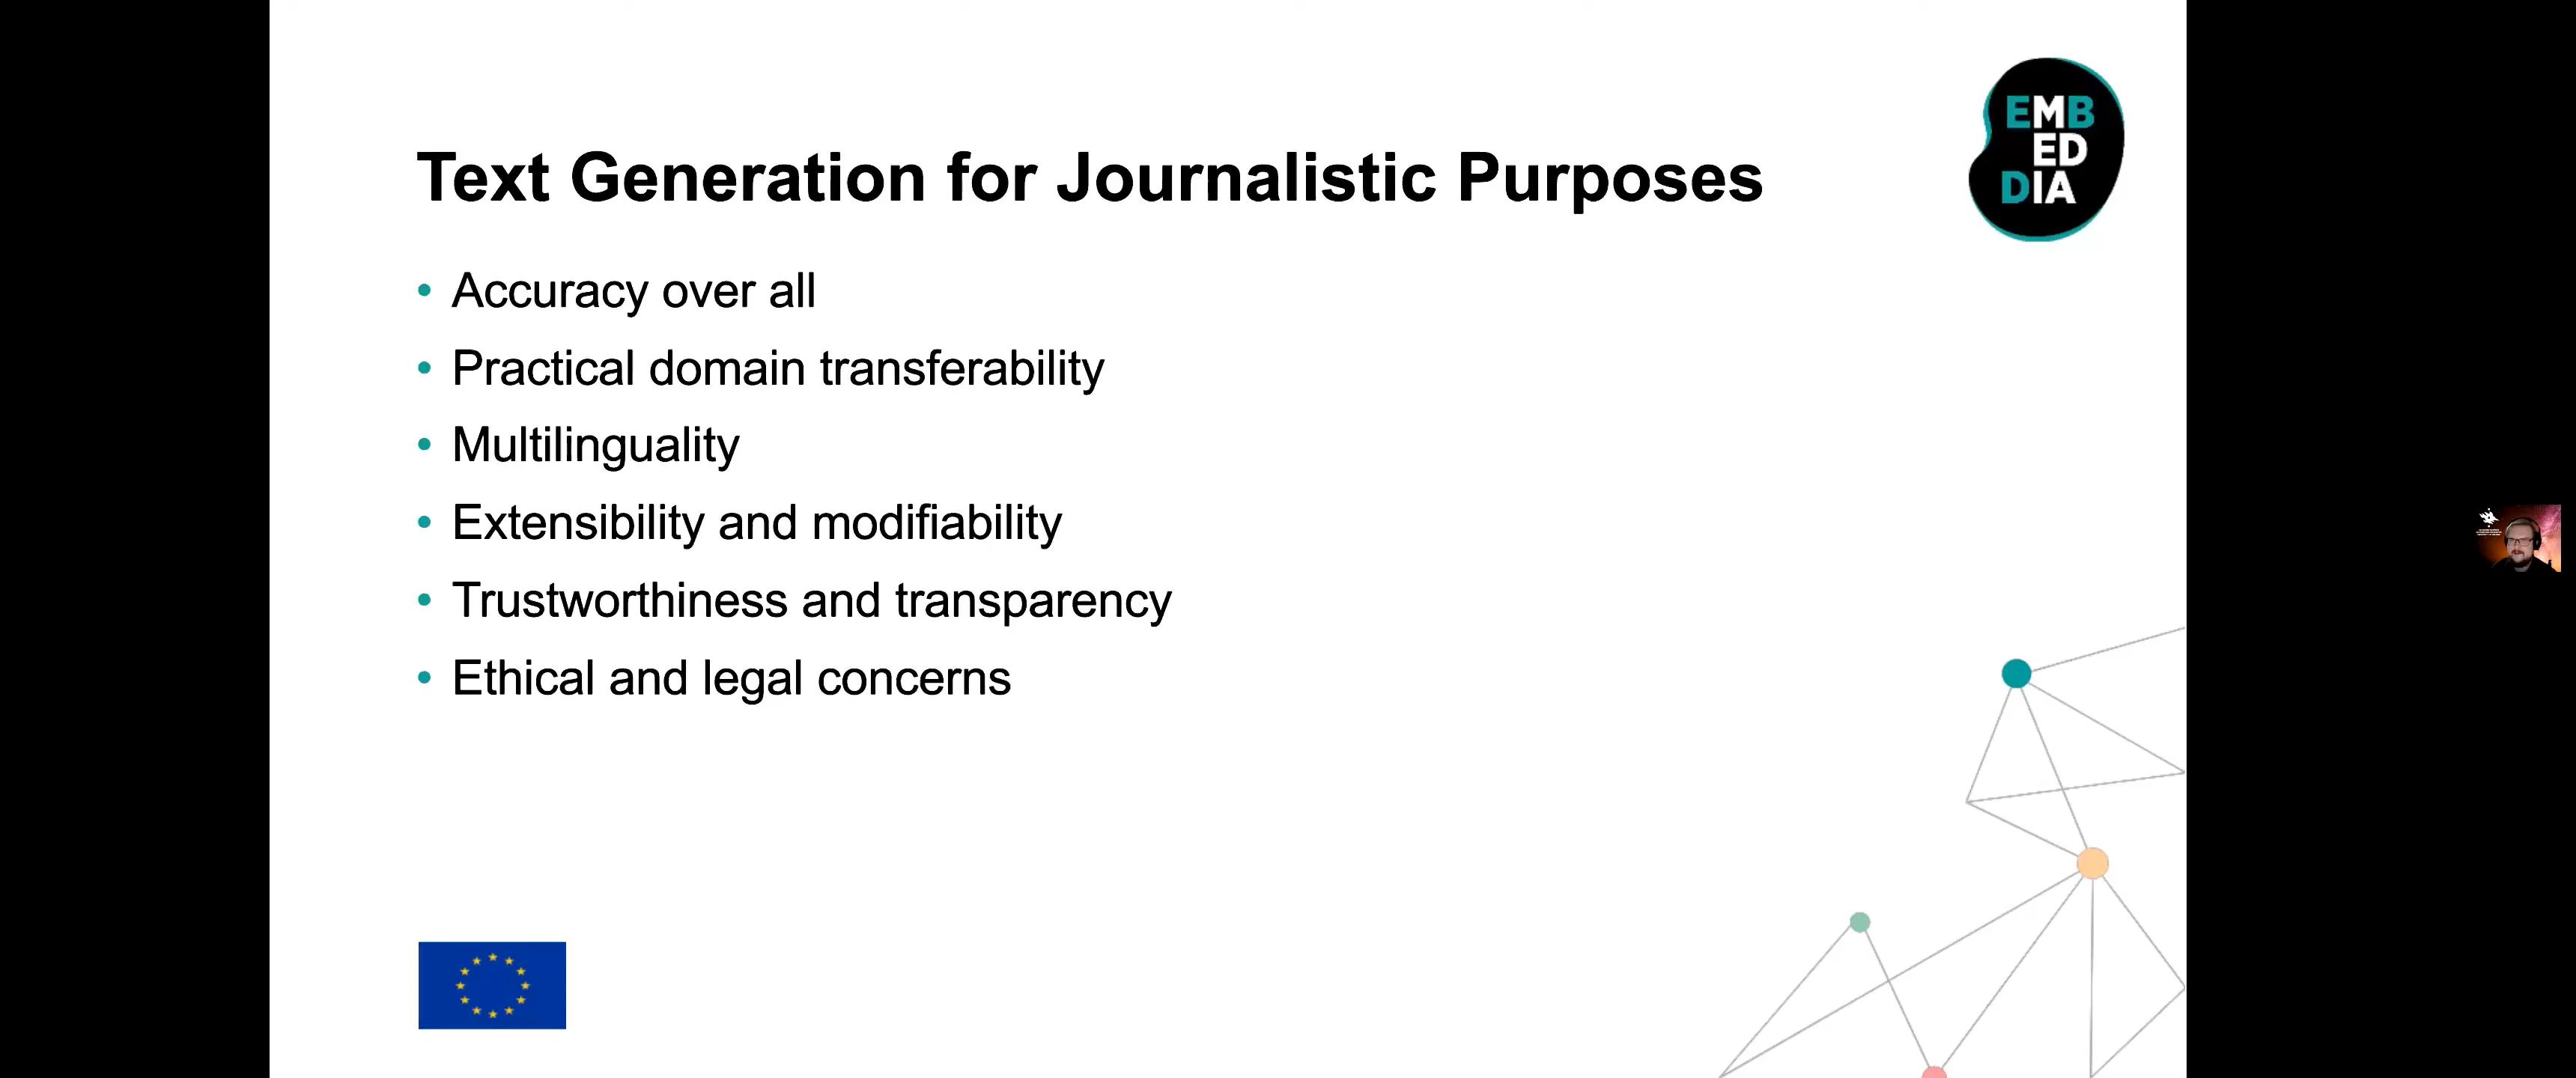 Text Generation for Journalistic Purposes
EMB
ED
DIA
• Accuracy over all
• Practical domain transferability
• Multilinguality
• Extensibility and modifiability
• Trustworthiness and transparency
• Ethical and legal concerns